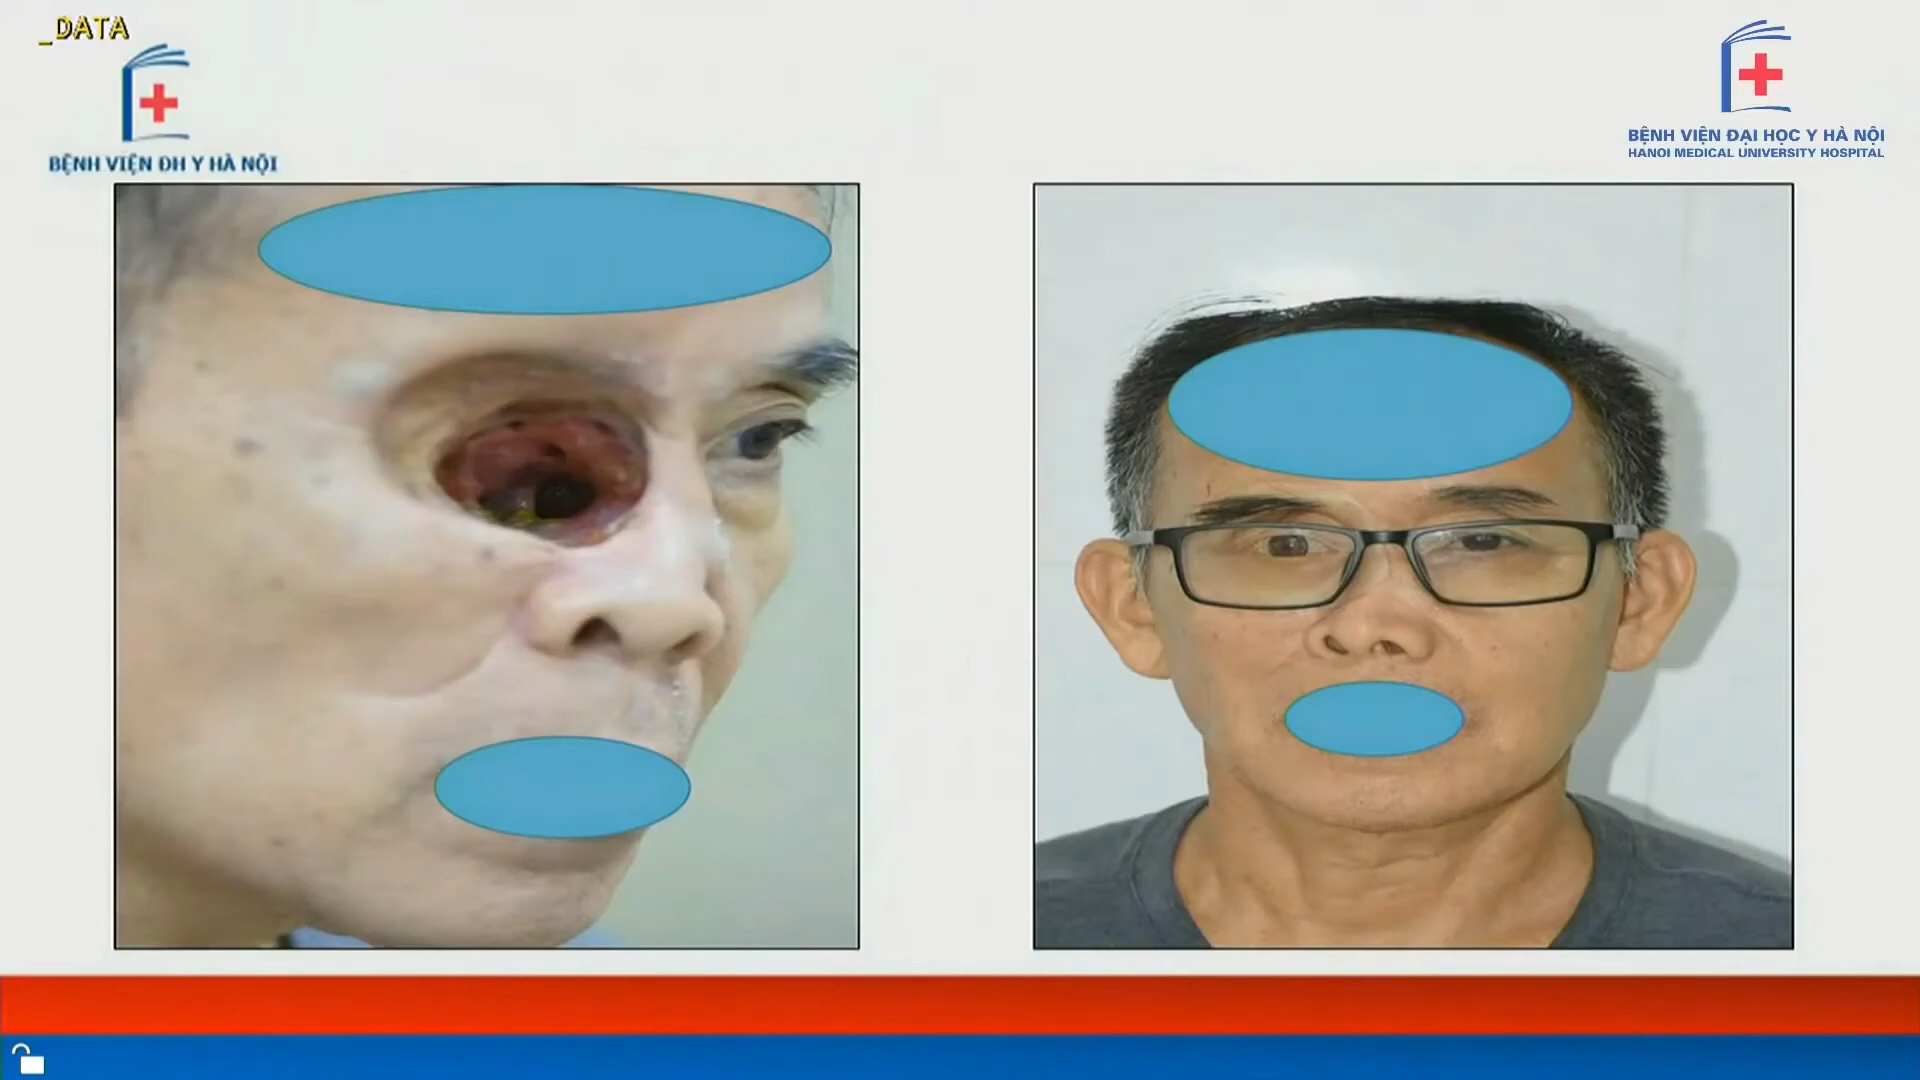 _DATA
BỆNH VIỆN ĐH Y HÀ NỘI
BỆNH VIỆN ĐẠI HỌC Y HÀ NỘI
HANOI MEDICAL UNIVERSITY HOSPITAL